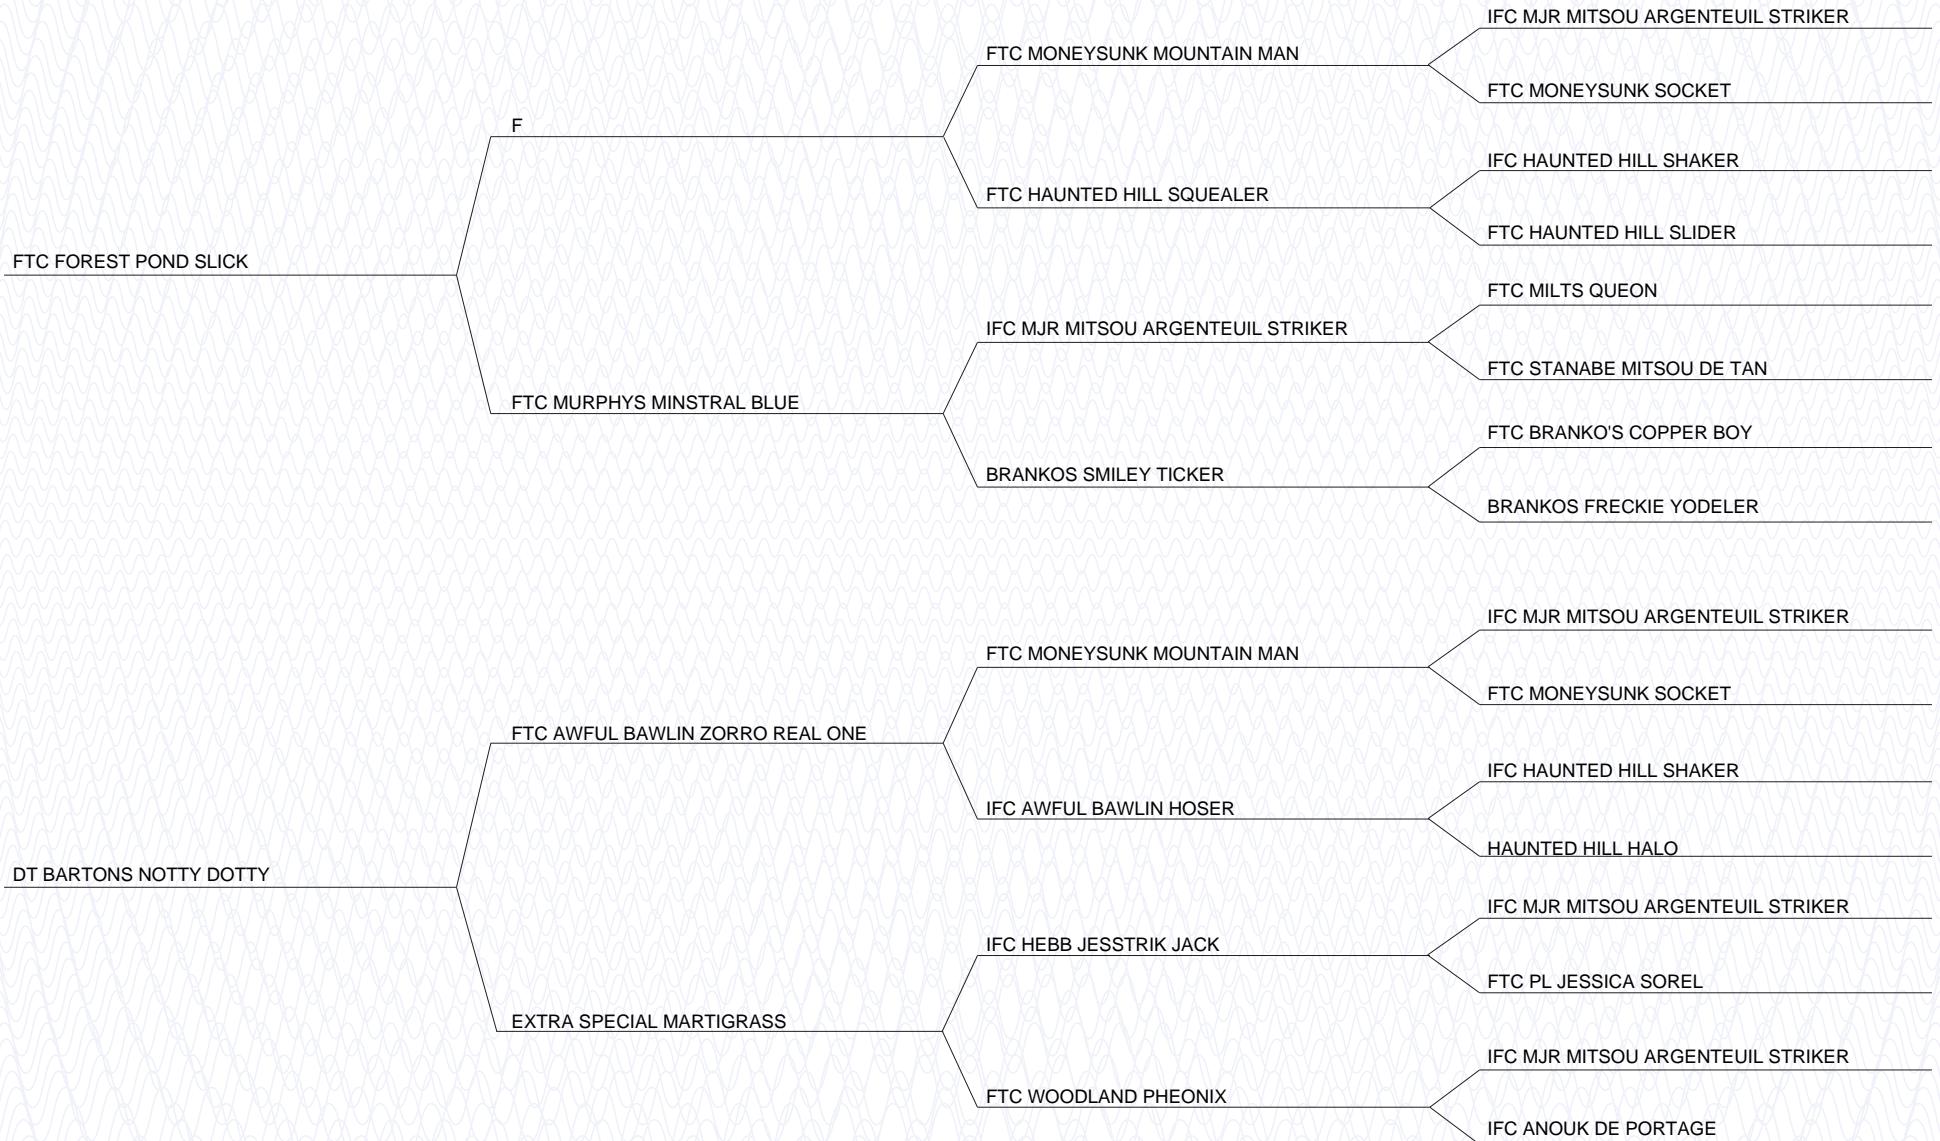 IFC MJR MITSOU ARGENTEUIL STRIKER
FTC MONEYSUNK MOUNTAIN MAN
FTC MONEYSUNK SOCKET
F
IFC HAUNTED HILL SHAKER
FTC HAUNTED HILL SQUEALER
FTC HAUNTED HILL SLIDER
FTC FOREST POND SLICK
FTC MILTS QUEON
IFC MJR MITSOU ARGENTEUIL STRIKER
FTC STANABE MITSOU DE TAN
FTC MURPHYS MINSTRAL BLUE
FTC BRANKO'S COPPER BOY
BRANKOS SMILEY TICKER
BRANKOS FRECKIE YODELER
IFC MJR MITSOU ARGENTEUIL STRIKER
FTC MONEYSUNK MOUNTAIN MAN
FTC MONEYSUNK SOCKET
FTC AWFUL BAWLIN ZORRO REAL ONE
IFC HAUNTED HILL SHAKER
IFC AWFUL BAWLIN HOSER
HAUNTED HILL HALO
DT BARTONS NOTTY DOTTY
IFC MJR MITSOU ARGENTEUIL STRIKER
IFC HEBB JESSTRIK JACK
FTC PL JESSICA SOREL
EXTRA SPECIAL MARTIGRASS
IFC MJR MITSOU ARGENTEUIL STRIKER
FTC WOODLAND PHEONIX
IFC ANOUK DE PORTAGE